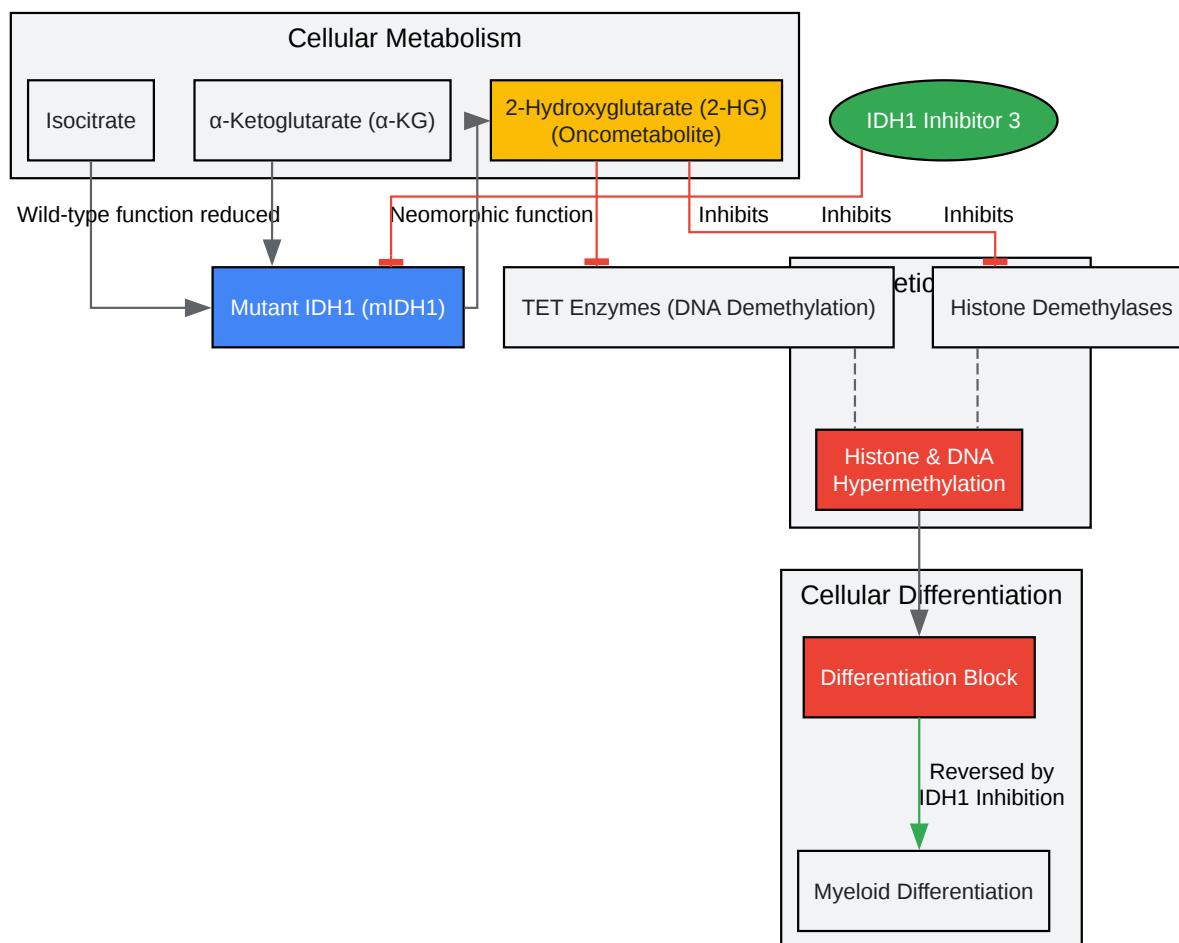 Cellular Metabolism
Isocitrate
α-Ketoglutarate (α-KG)
2-Hydroxyglutarate (2-HG)
(Oncometabolite)
IDH1 Inhibitor 3
Wild-type function reduced
Neomorphic function
Inhibits
Inhibits
Inhibits
Mutant IDH1 (mIDH1)
TET Enzymes (DNA Demethylation)
Histone Demethylases
Histone & DNA
Hypermethylation
Cellular Differentiation
Differentiation Block
Reversed by
IDH1 Inhibition
Myeloid Differentiation